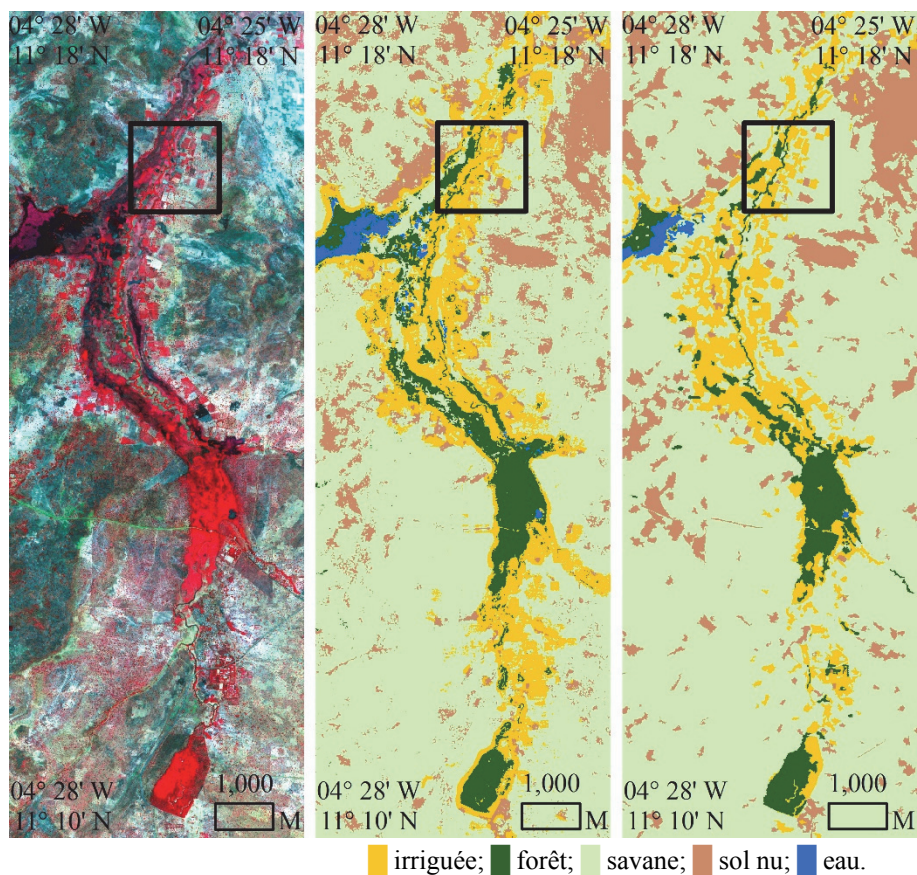 04° 28' W 04° 25' W
11° 18' N 11° 18' N
04° 28' W 04° 25' W
11° 18' N 11° 18' N
04° 28' W 04° 25' W
11° 18' N 11° 18' N
04° 28' W 1,000
11° 10' N M
04° 28' W 1,000
11° 10' N M
04° 28' W 1,000
11° 10' N M
irriguée; forêt; savane; sol nu; eau.